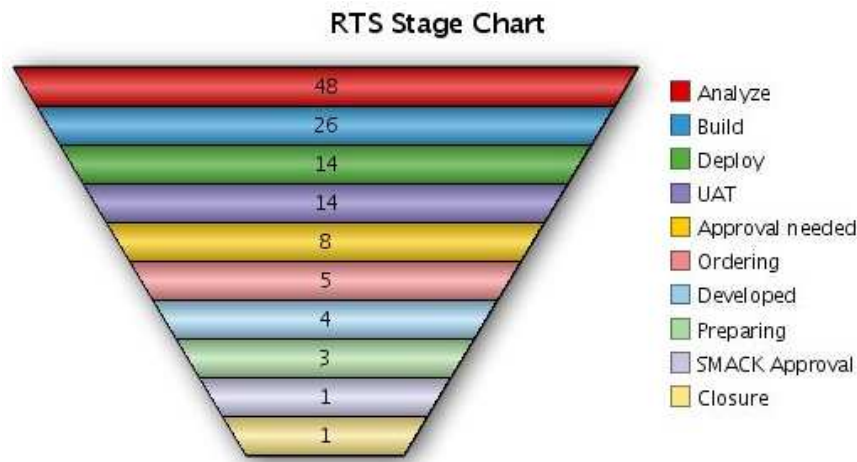 RTS Stage Chart
48
26
14
14
8
5
4
3
1
1
Analyze
Build
Deploy
UAT
Approval needed
Ordering
Developed
Preparing
SMACK Approval
Closure